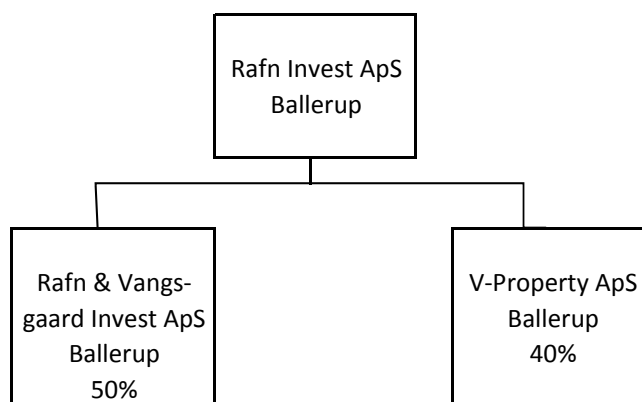 Rafn Invest ApS
Ballerup
Rafn & Vangs-
gaard Invest ApS
Ballerup
50%
V-Property ApS
Ballerup
40%